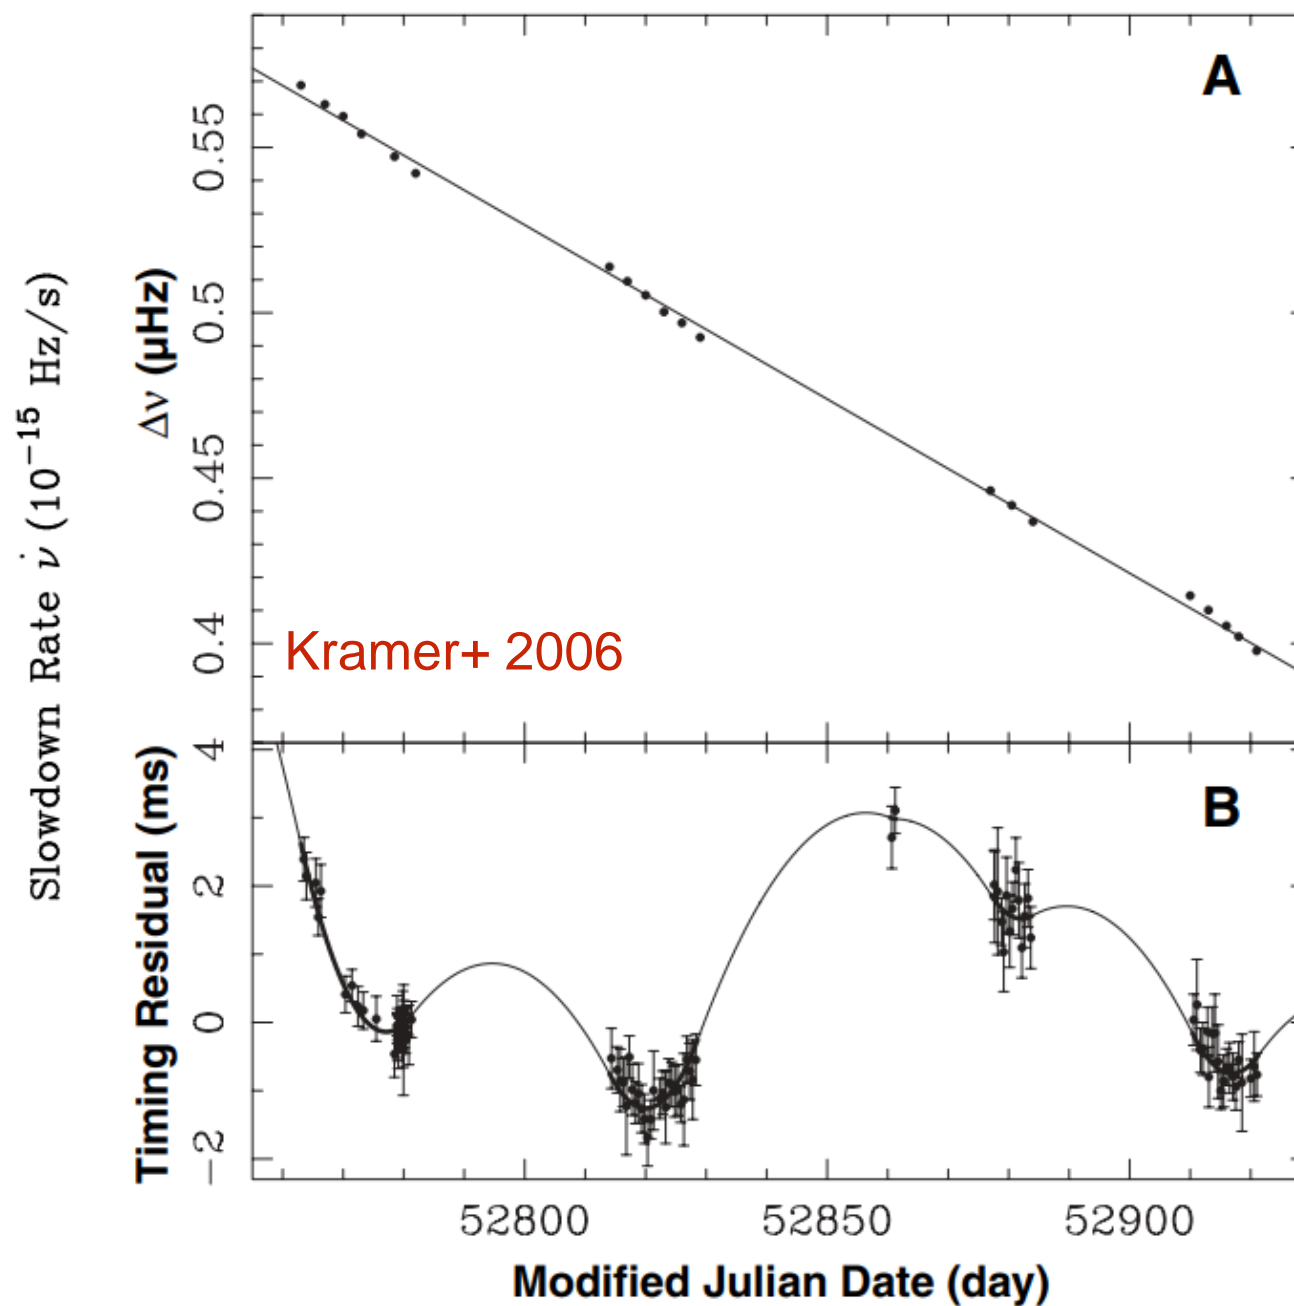 A
0.55
0.5
0.45
0.4
Δν (μHz)
Slowdown Rate ν̇ (10⁻¹⁵ Hz/s)
Kramer+ 2006
B
4
2
0
−2
Timing Residual (ms)
52800 52850 52900
Modified Julian Date (day)